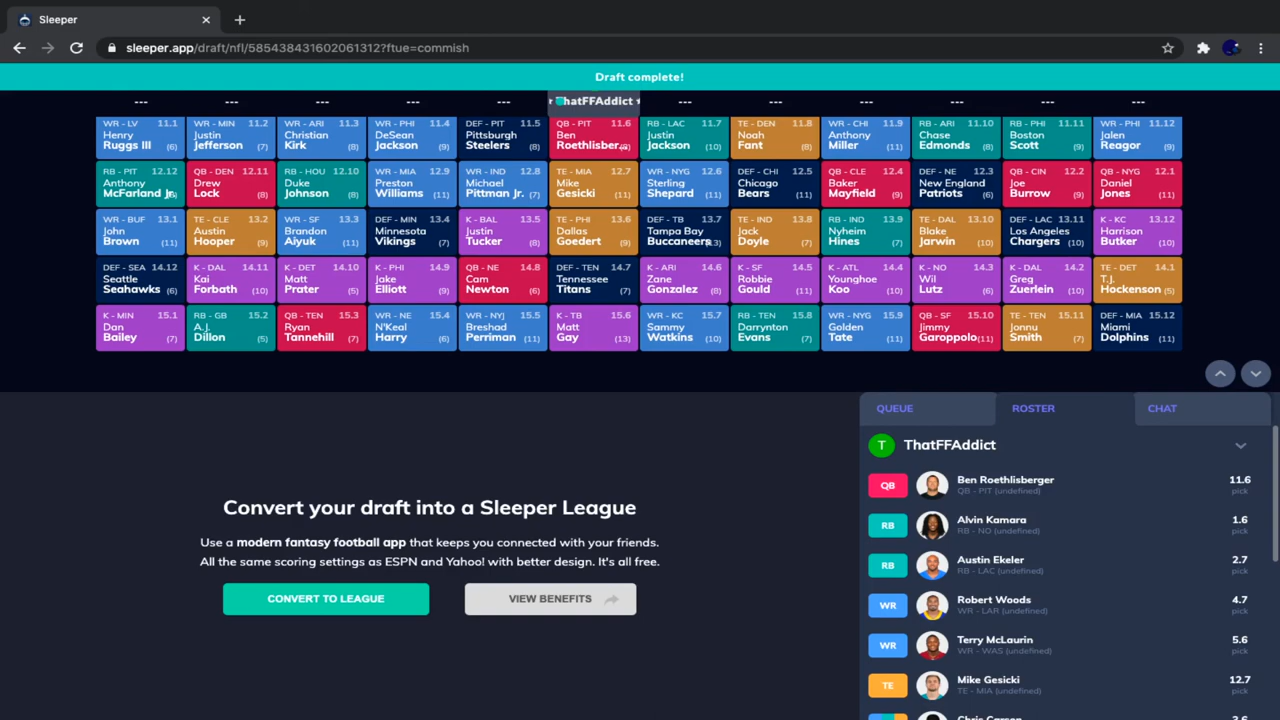 Sleeper
sleeper.app/draft/nfl/585438431602061312?ftue=commish
Draft complete!
--- --- --- --- --- ThatFFAddict --- --- --- --- --- ---
WR - LV 11.1 WR - MIN 11.2 WR - ARI 11.3 WR - PHI 11.4 DEF - PIT 11.5 QB - PIT 11.6 RB - LAC 11.7 TE - DEN 11.8 WR - CHI 11.9 RB - ARI 11.10 RB - PHI 11.11 WR - PHI 11.12
Henry Justin Christian DeSean Pittsburgh Ben Justin Noah Anthony Chase Boston Jalen
Ruggs III (6) Jefferson (7) Kirk (8) Jackson (9) Steelers (8) Roethlisber... Jackson (10) Fant (8) Miller (11) Edmonds (8) Scott (9) Reagor (9)
RB - PIT 12.12 QB - DEN 12.11 RB - HOU 12.10 WR - MIA 12.9 WR - IND 12.8 TE - MIA 12.7 WR - NYG 12.6 DEF - CHI 12.5 QB - CLE 12.4 DEF - NE 12.3 QB - CIN 12.2 QB - NYG 12.1
Anthony Drew Duke Preston Michael Mike Sterling Chicago Baker New England Joe Daniel
McFarland Jr. Lock (8) Johnson (8) Williams (11) Pittman Jr. (7) Gesicki (11) Shepard (11) Bears (11) Mayfield (9) Patriots (6) Burrow (9) Jones (11)
WR - BUF 13.1 TE - CLE 13.2 WR - SF 13.3 DEF - MIN 13.4 K - BAL 13.5 TE - PHI 13.6 DEF - TB 13.7 TE - IND 13.8 RB - IND 13.9 TE - DAL 13.10 DEF - LAC 13.11 K - KC 13.12
John Austin Brandon Minnesota Justin Dallas Tampa Bay Jack Nyheim Blake Los Angeles Harrison
Brown (11) Hooper (9) Aiyuk (11) Vikings (7) Tucker (8) Goedert (9) Buccaneers (13) Doyle (7) Hines (7) Jarwin (10) Chargers (10) Butker (10)
DEF - SEA 14.12 K - DAL 14.11 K - DET 14.10 K - PHI 14.9 QB - NE 14.8 DEF - TEN 14.7 K - ARI 14.6 K - SF 14.5 K - ATL 14.4 K - NO 14.3 K - DAL 14.2 TE - DET 14.1
Seattle Kai Matt Jake Cam Tennessee Zane Robbie Younghoe Wil Greg T.J.
Seahawks (6) Forbath (10) Prater (5) Elliott (9) Newton (6) Titans (7) Gonzalez (8) Gould (11) Koo (10) Lutz (6) Zuerlein (10) Hockenson (5)
K - MIN 15.1 RB - GB 15.2 QB - TEN 15.3 WR - NE 15.4 WR - NYJ 15.5 K - TB 15.6 WR - KC 15.7 RB - TEN 15.8 WR - NYG 15.9 QB - SF 15.10 TE - TEN 15.11 DEF - MIA 15.12
Dan A.J. Ryan N'Keal Breshad Matt Sammy Darrynton Golden Jimmy Jonnu Miami
Bailey (7) Dillon (5) Tannehill (7) Harry (6) Perriman (11) Gay (13) Watkins (10) Evans (7) Tate (11) Garoppolo (11) Smith (7) Dolphins (11)
QUEUE ROSTER CHAT
T ThatFFAddict
QB Ben Roethlisberger 11.6
QB - PIT (undefined) pick
RB Alvin Kamara 1.6
RB - NO (undefined) pick
RB Austin Ekeler 2.7
RB - LAC (undefined) pick
WR Robert Woods 4.7
WR - LAR (undefined) pick
WR Terry McLaurin 5.6
WR - WAS (undefined) pick
TE Mike Gesicki 12.7
TE - MIA (undefined) pick
Convert your draft into a Sleeper League
Use a modern fantasy football app that keeps you connected with your friends.
All the same scoring settings as ESPN and Yahoo! with better design. It's all free.
CONVERT TO LEAGUE VIEW BENEFITS